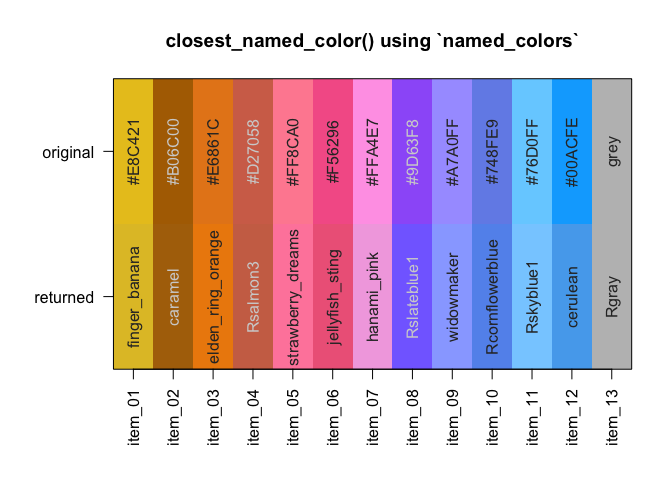 closest_named_color() using `named_colors`
original
#E8C421
#B06C00
#E6861C
#D27058
#FF8CA0
#F56296
#FFA4E7
#9D63F8
#A7A0FF
#748FE9
#76D0FF
#00ACFE
grey
returned
finger_banana
caramel
elden_ring_orange
Rsalmon3
strawberry_dreams
jellyfish_sting
hanami_pink
Rslateblue1
widowmaker
Rcornflowerblue
Rskyblue1
cerulean
Rgray
item_01
item_02
item_03
item_04
item_05
item_06
item_07
item_08
item_09
item_10
item_11
item_12
item_13